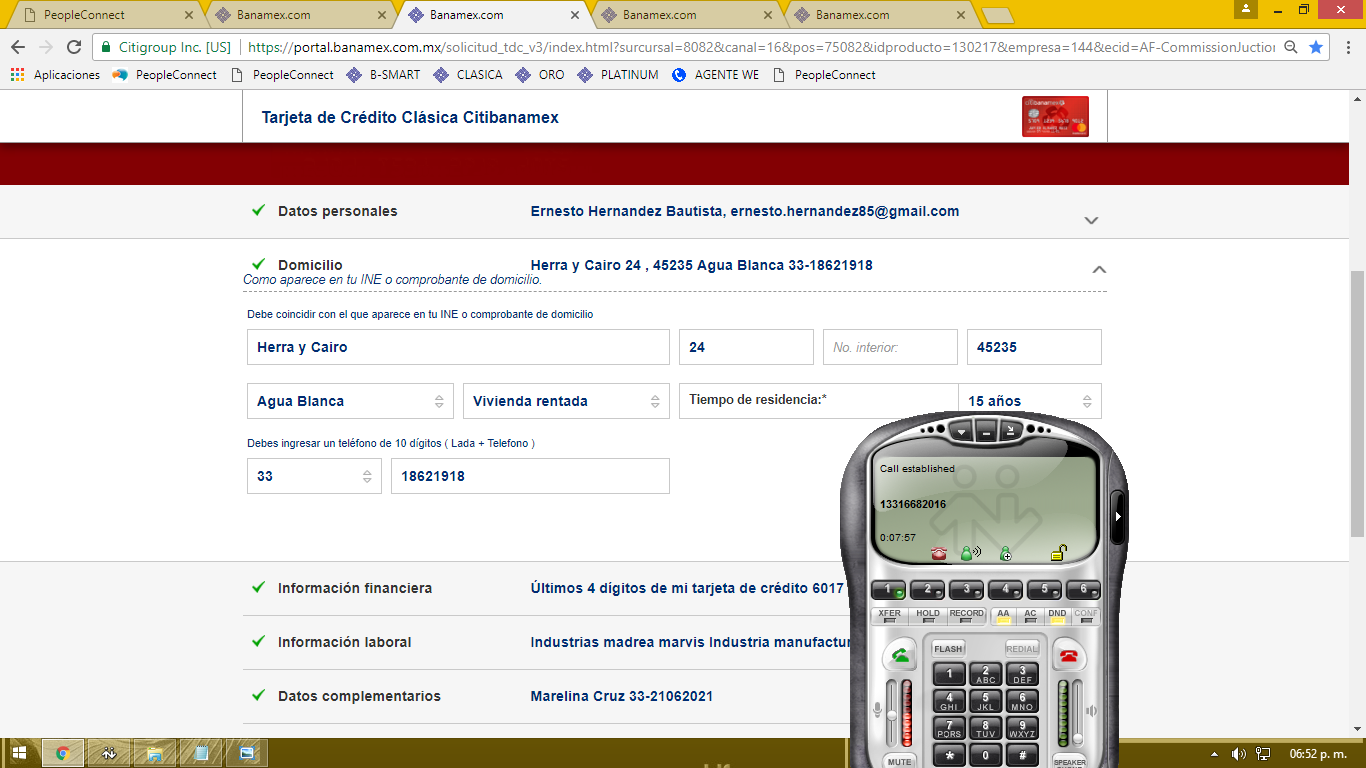 PeopleConnect
Banamex.com
Banamex.com
Banamex.com
Banamex.com
Citigroup Inc. [US]
https://portal.banamex.com.mx/solicitud_tdc_v3/index.html?surcursal=8082&canal=16&pos=75082&idproducto=130217&empresa=144&ecid=AF-CommissionJuctio
Aplicaciones
PeopleConnect
PeopleConnect
B-SMART
CLASICA
ORO
PLATINUM
AGENTE WE
PeopleConnect
Tarjeta de Crédito Clásica Citibanamex
citibanamex
Datos personales
Ernesto Hernandez Bautista, ernesto.hernandez85@gmail.com
Domicilio
Herra y Cairo 24 , 45235 Agua Blanca 33-18621918
Como aparece en tu INE o comprobante de domicilio.
Debe coincidir con el que aparece en tu INE o comprobante de domicilio
Herra y Cairo
24
No. interior:
45235
Agua Blanca
Vivienda rentada
Tiempo de residencia:*
15 años
Debes ingresar un teléfono de 10 dígitos ( Lada + Telefono )
33
18621918
Call established
13316682016
0:07:57
1 2 3 4 5 6
XFER HOLD RECORD AA AC DND CONF
FLASH
REDIAL
1
2 ABC
3 DEF
4 GHI
5 JKL
6 MNO
7 PQRS
8 TUV
9 WXYZ
* 0 #
MUTE
SPEAKER
Información financiera
Últimos 4 dígitos de mi tarjeta de crédito 6017
Información laboral
Industrias madrea marvis Industria manufactur
Datos complementarios
Marelina Cruz 33-21062021
06:52 p. m.